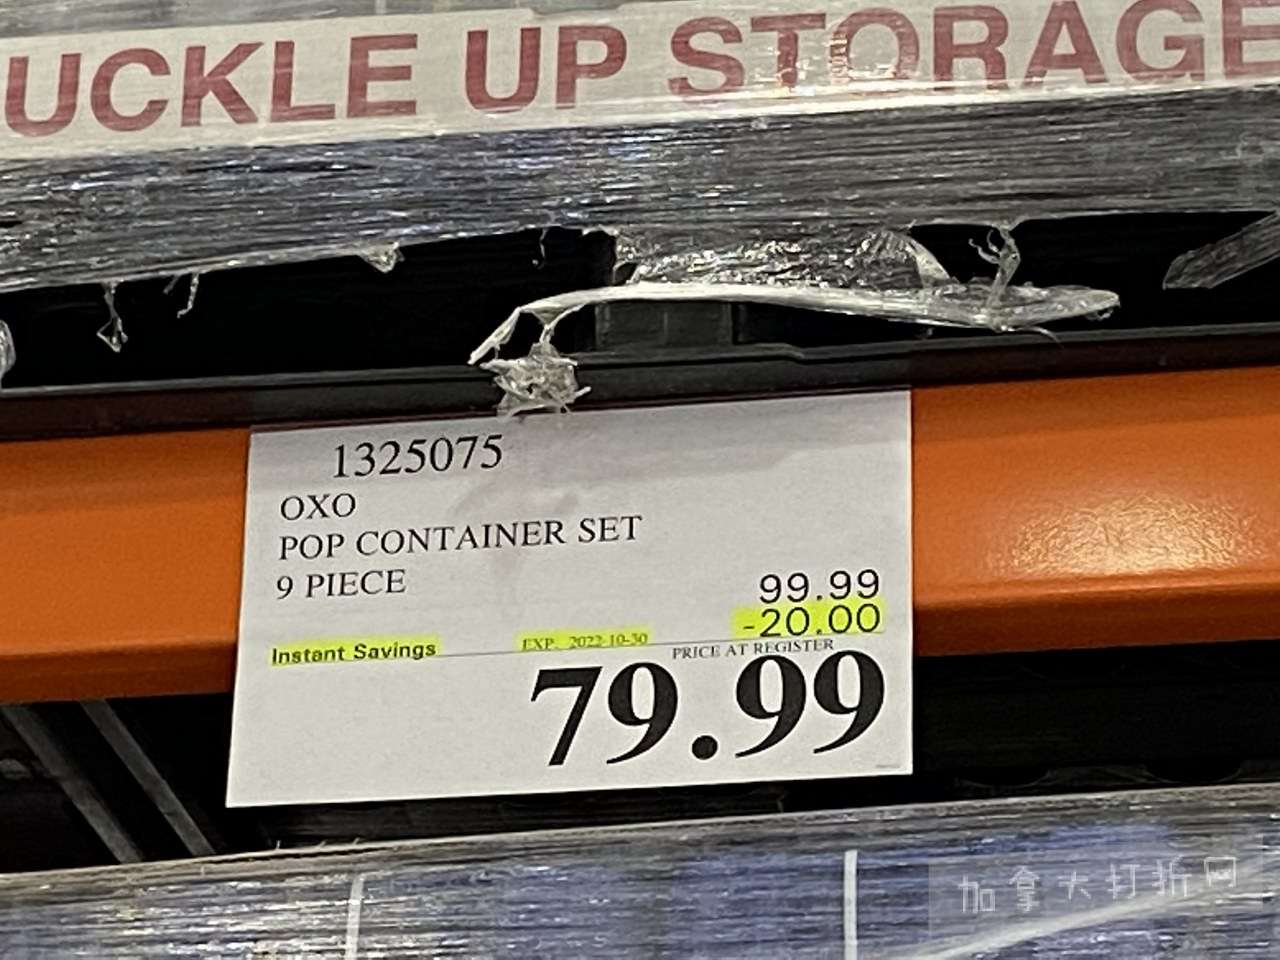 UCKLE UP STORAGE
1325075
OXO
POP CONTAINER SET
9 PIECE
99.99
-20.00
Instant Savings EXP. 2022-10-30
PRICE AT REGISTER
79.99
加拿大打折网